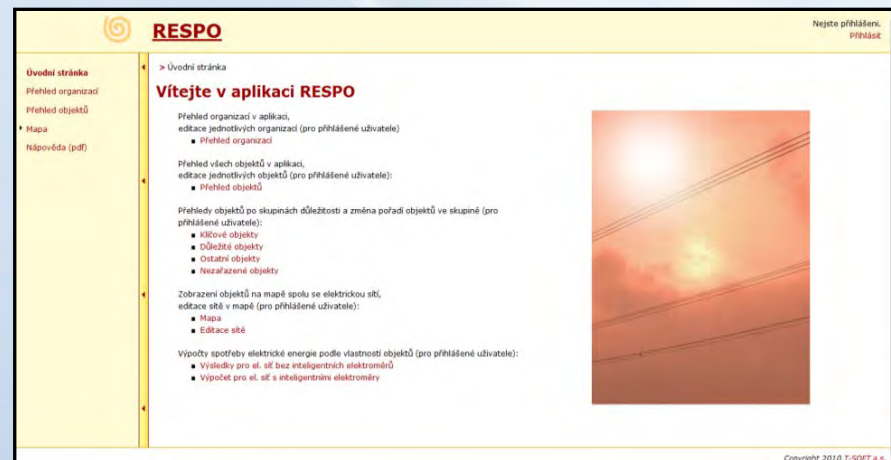 RESPO
Nejste přihlášeni.
Přihlásit
Úvodní stránka
Přehled organizací
Přehled objektů
Mapa
Nápověda (pdf)
> Úvodní stránka
Vítejte v aplikaci RESPO
Přehled organizací v aplikaci,
editace jednotlivých organizací (pro přihlášené uživatele)
Přehled organizací
Přehled všech objektů v aplikaci,
editace jednotlivých objektů (pro přihlášené uživatele):
Přehled objektů
Přehledy objektů po skupinách důležitosti a změna pořadí objektů ve skupině (pro
přihlášené uživatele):
Klíčové objekty
Důležité objekty
Ostatní objekty
Nezařazené objekty
Zobrazení objektů na mapě spolu se elektrickou sítí,
editace sítě v mapě (pro přihlášené uživatele):
Mapa
Editace sítě
Výpočty spotřeby elektrické energie podle vlastností objektů (pro přihlášené uživatele):
Výsledky pro el. síť bez inteligentních elektroměrů
Výpočet pro el. síť s inteligentními elektroměry
Copyright 2010 T-SOFT a.s.